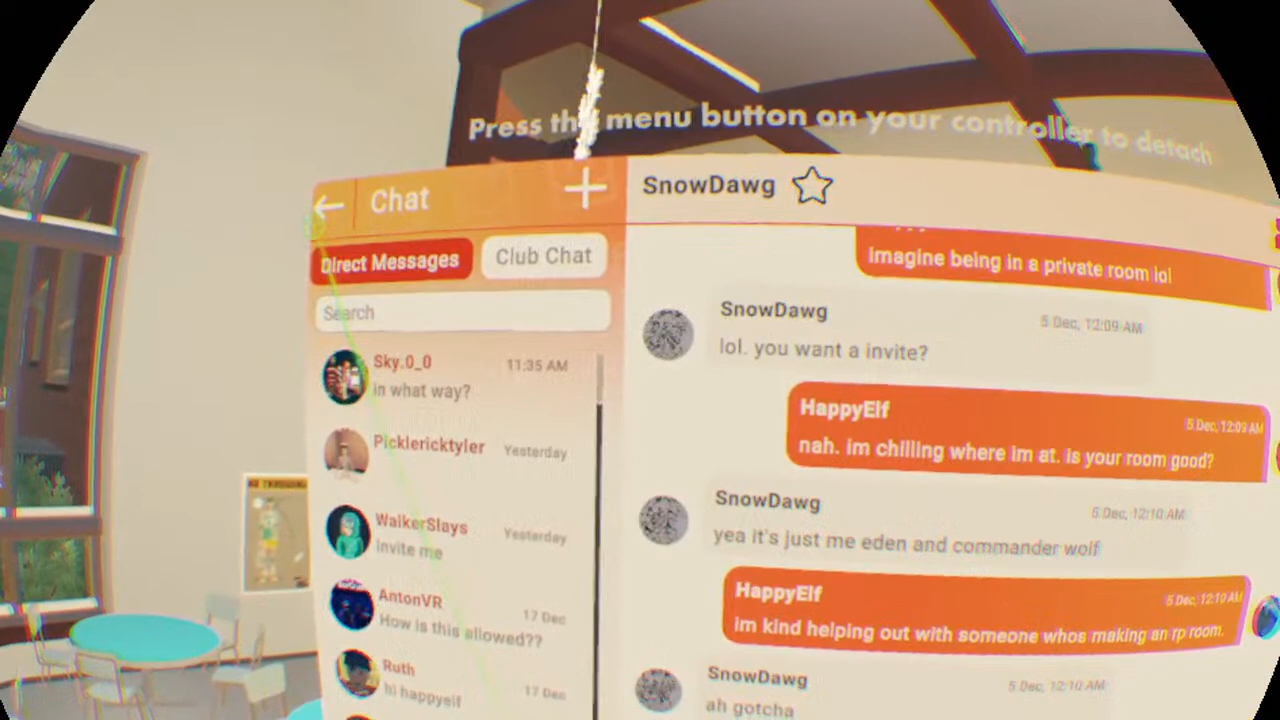 Press the menu button on your controller to detach
← Chat +
SnowDawg
Direct Messages
Club Chat
Search
Sky.0_0
11:35 AM
in what way?
Picklericktyler
Yesterday
WalkerSlays
Yesterday
Invite me
AntonVR
17 Dec
How is this allowed??
Ruth
17 Dec
hi happyelf
Imagine being in a private room lol
SnowDawg
5 Dec, 12:09 AM
lol. you want a invite?
HappyElf
5 Dec, 12:09 AM
nah. im chilling where im at. is your room good?
SnowDawg
5 Dec, 12:10 AM
yea it's just me eden and commander wolf
HappyElf
5 Dec, 12:10 AM
im kind helping out with someone whos making an rp room.
SnowDawg
5 Dec, 12:10 AM
ah gotcha